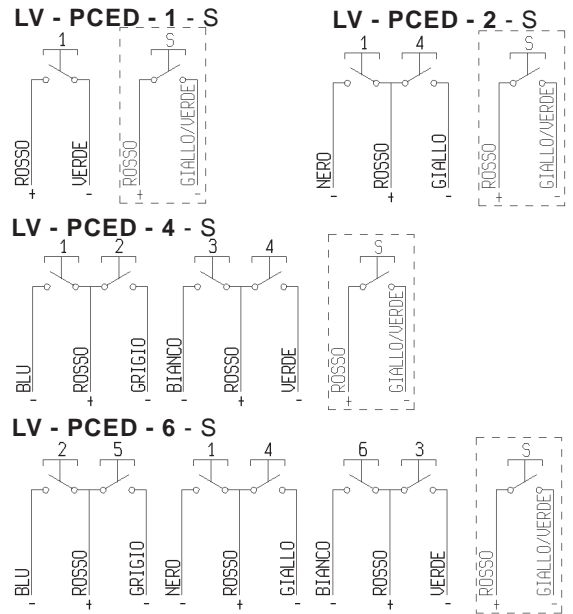 LV - PCED - 1 - S
1 S
ROSSO VERDE ROSSO GIALLO/VERDE
+ - + -
LV - PCED - 2 - S
1 4 S
NERO ROSSO GIALLO ROSSO GIALLO/VERDE
- + - + -
LV - PCED - 4 - S
1 2 3 4 S
BLU ROSSO GRIGIO BIANCO ROSSO VERDE ROSSO GIALLO/VERDE
- + - - + - + -
LV - PCED - 6 - S
2 5 1 4 6 3 S
BLU ROSSO GRIGIO NERO ROSSO GIALLO BIANCO ROSSO VERDE ROSSO GIALLO/VERDE
- + - - + - - + - + -